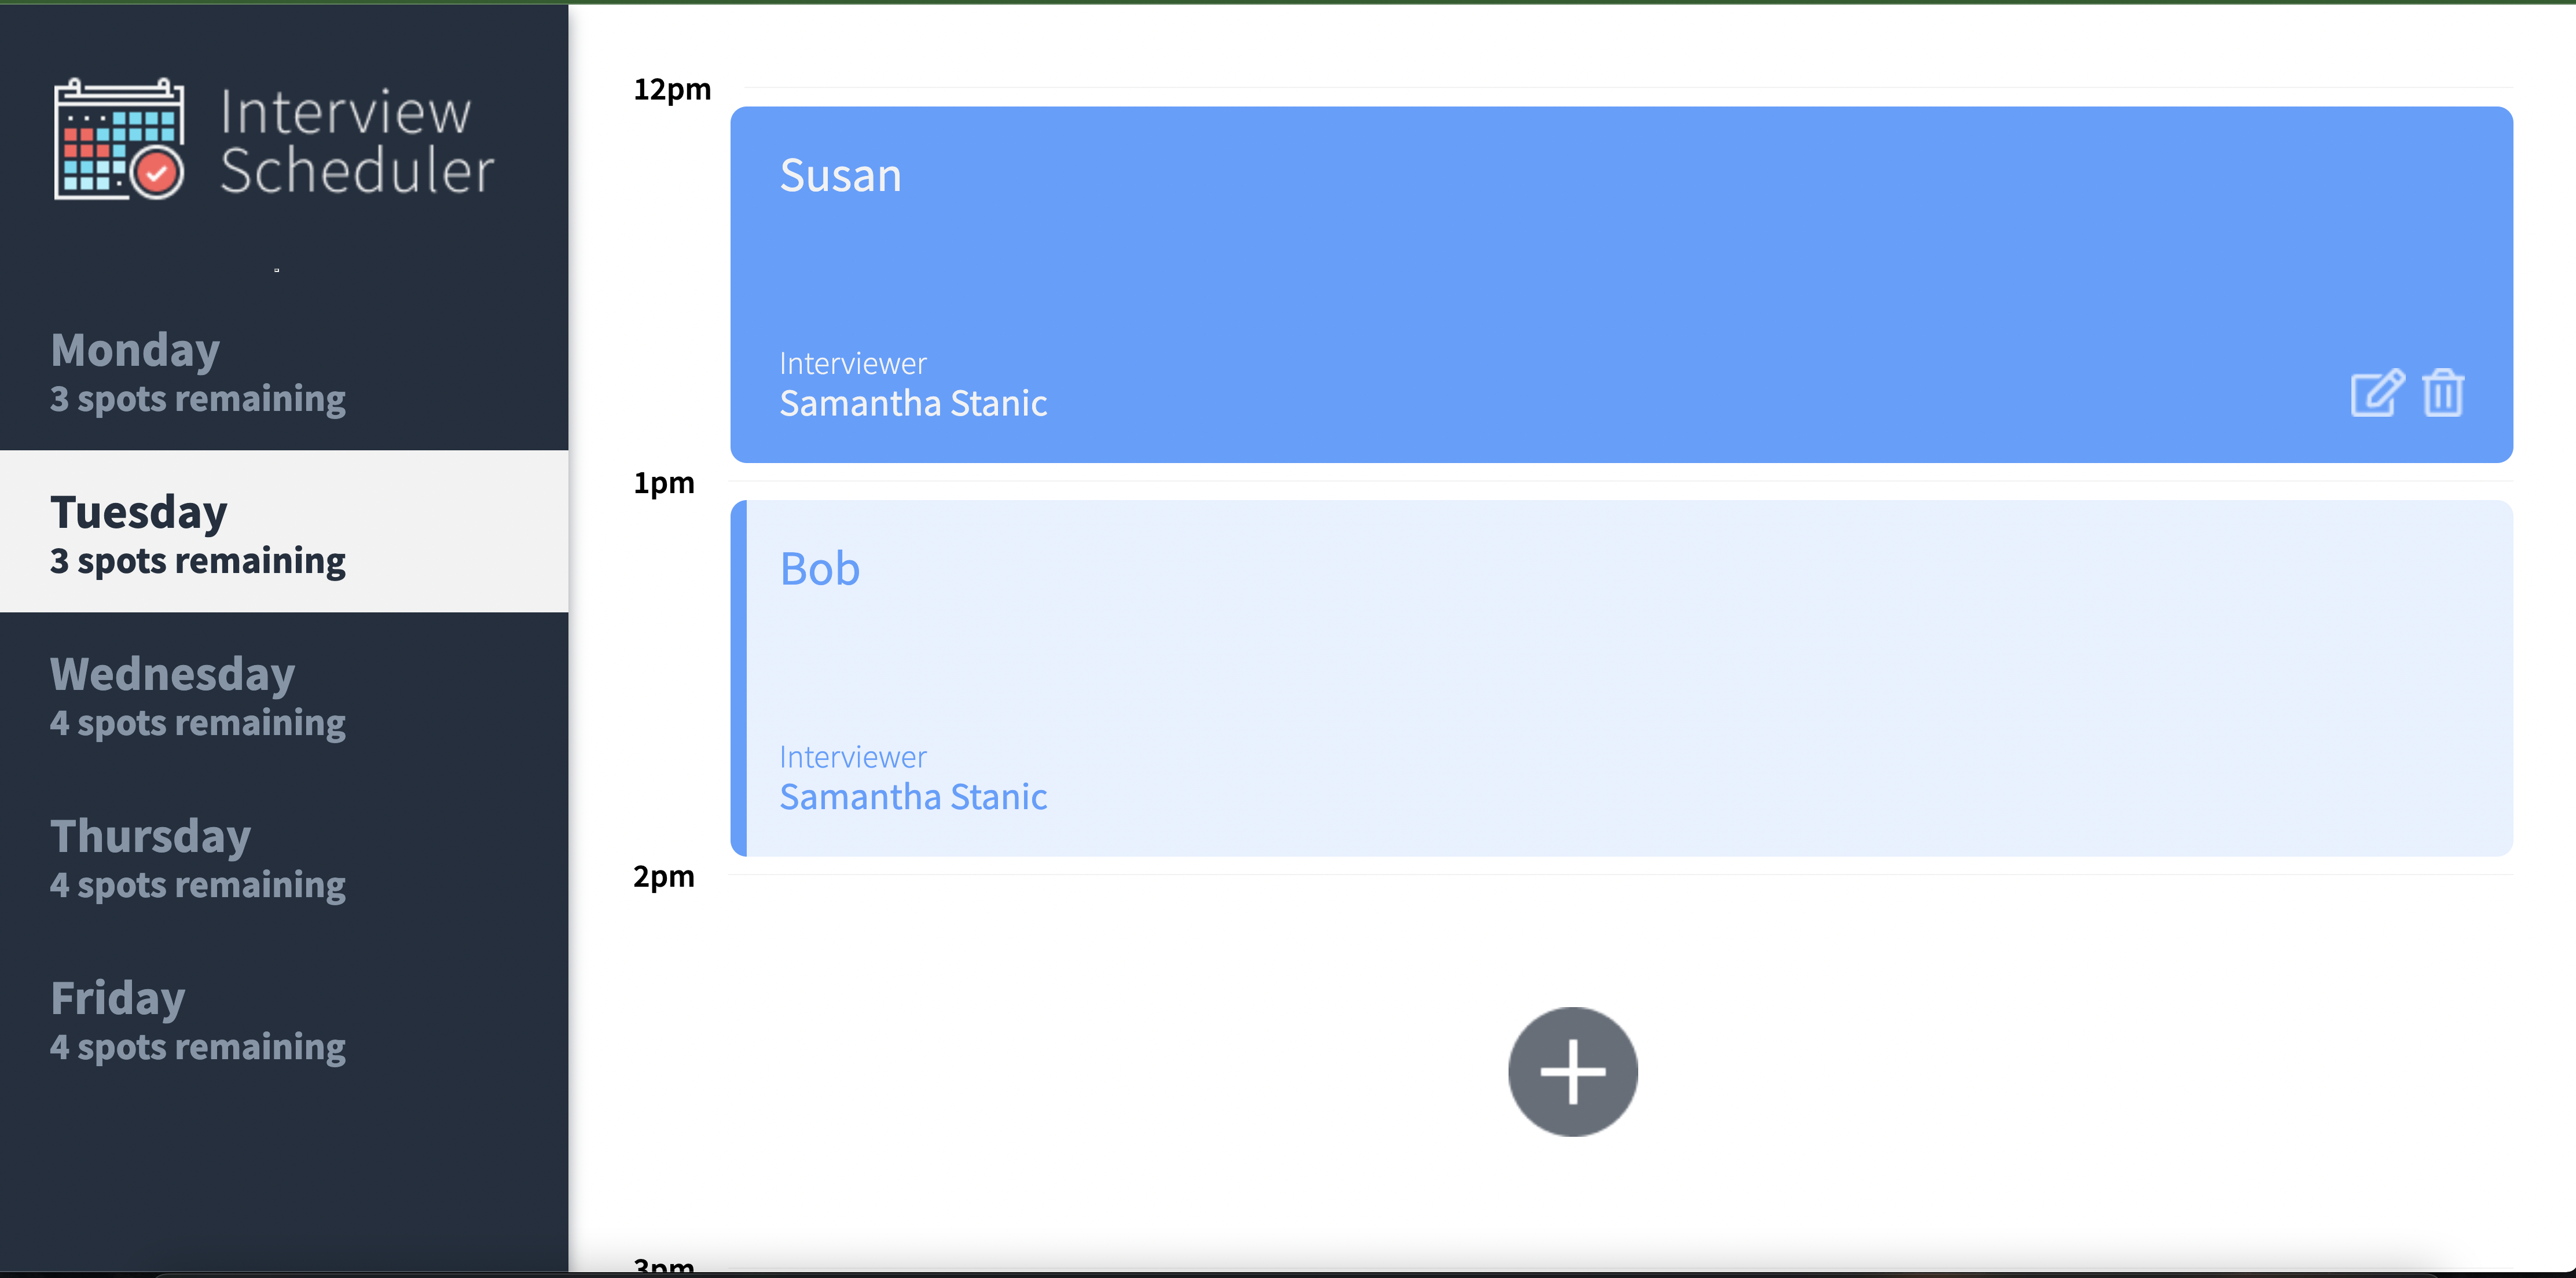 Interview
Scheduler
Monday
3 spots remaining
Tuesday
3 spots remaining
Wednesday
4 spots remaining
Thursday
4 spots remaining
Friday
4 spots remaining
12pm
Susan
Interviewer
Samantha Stanic
1pm
Bob
Interviewer
Samantha Stanic
2pm
3pm